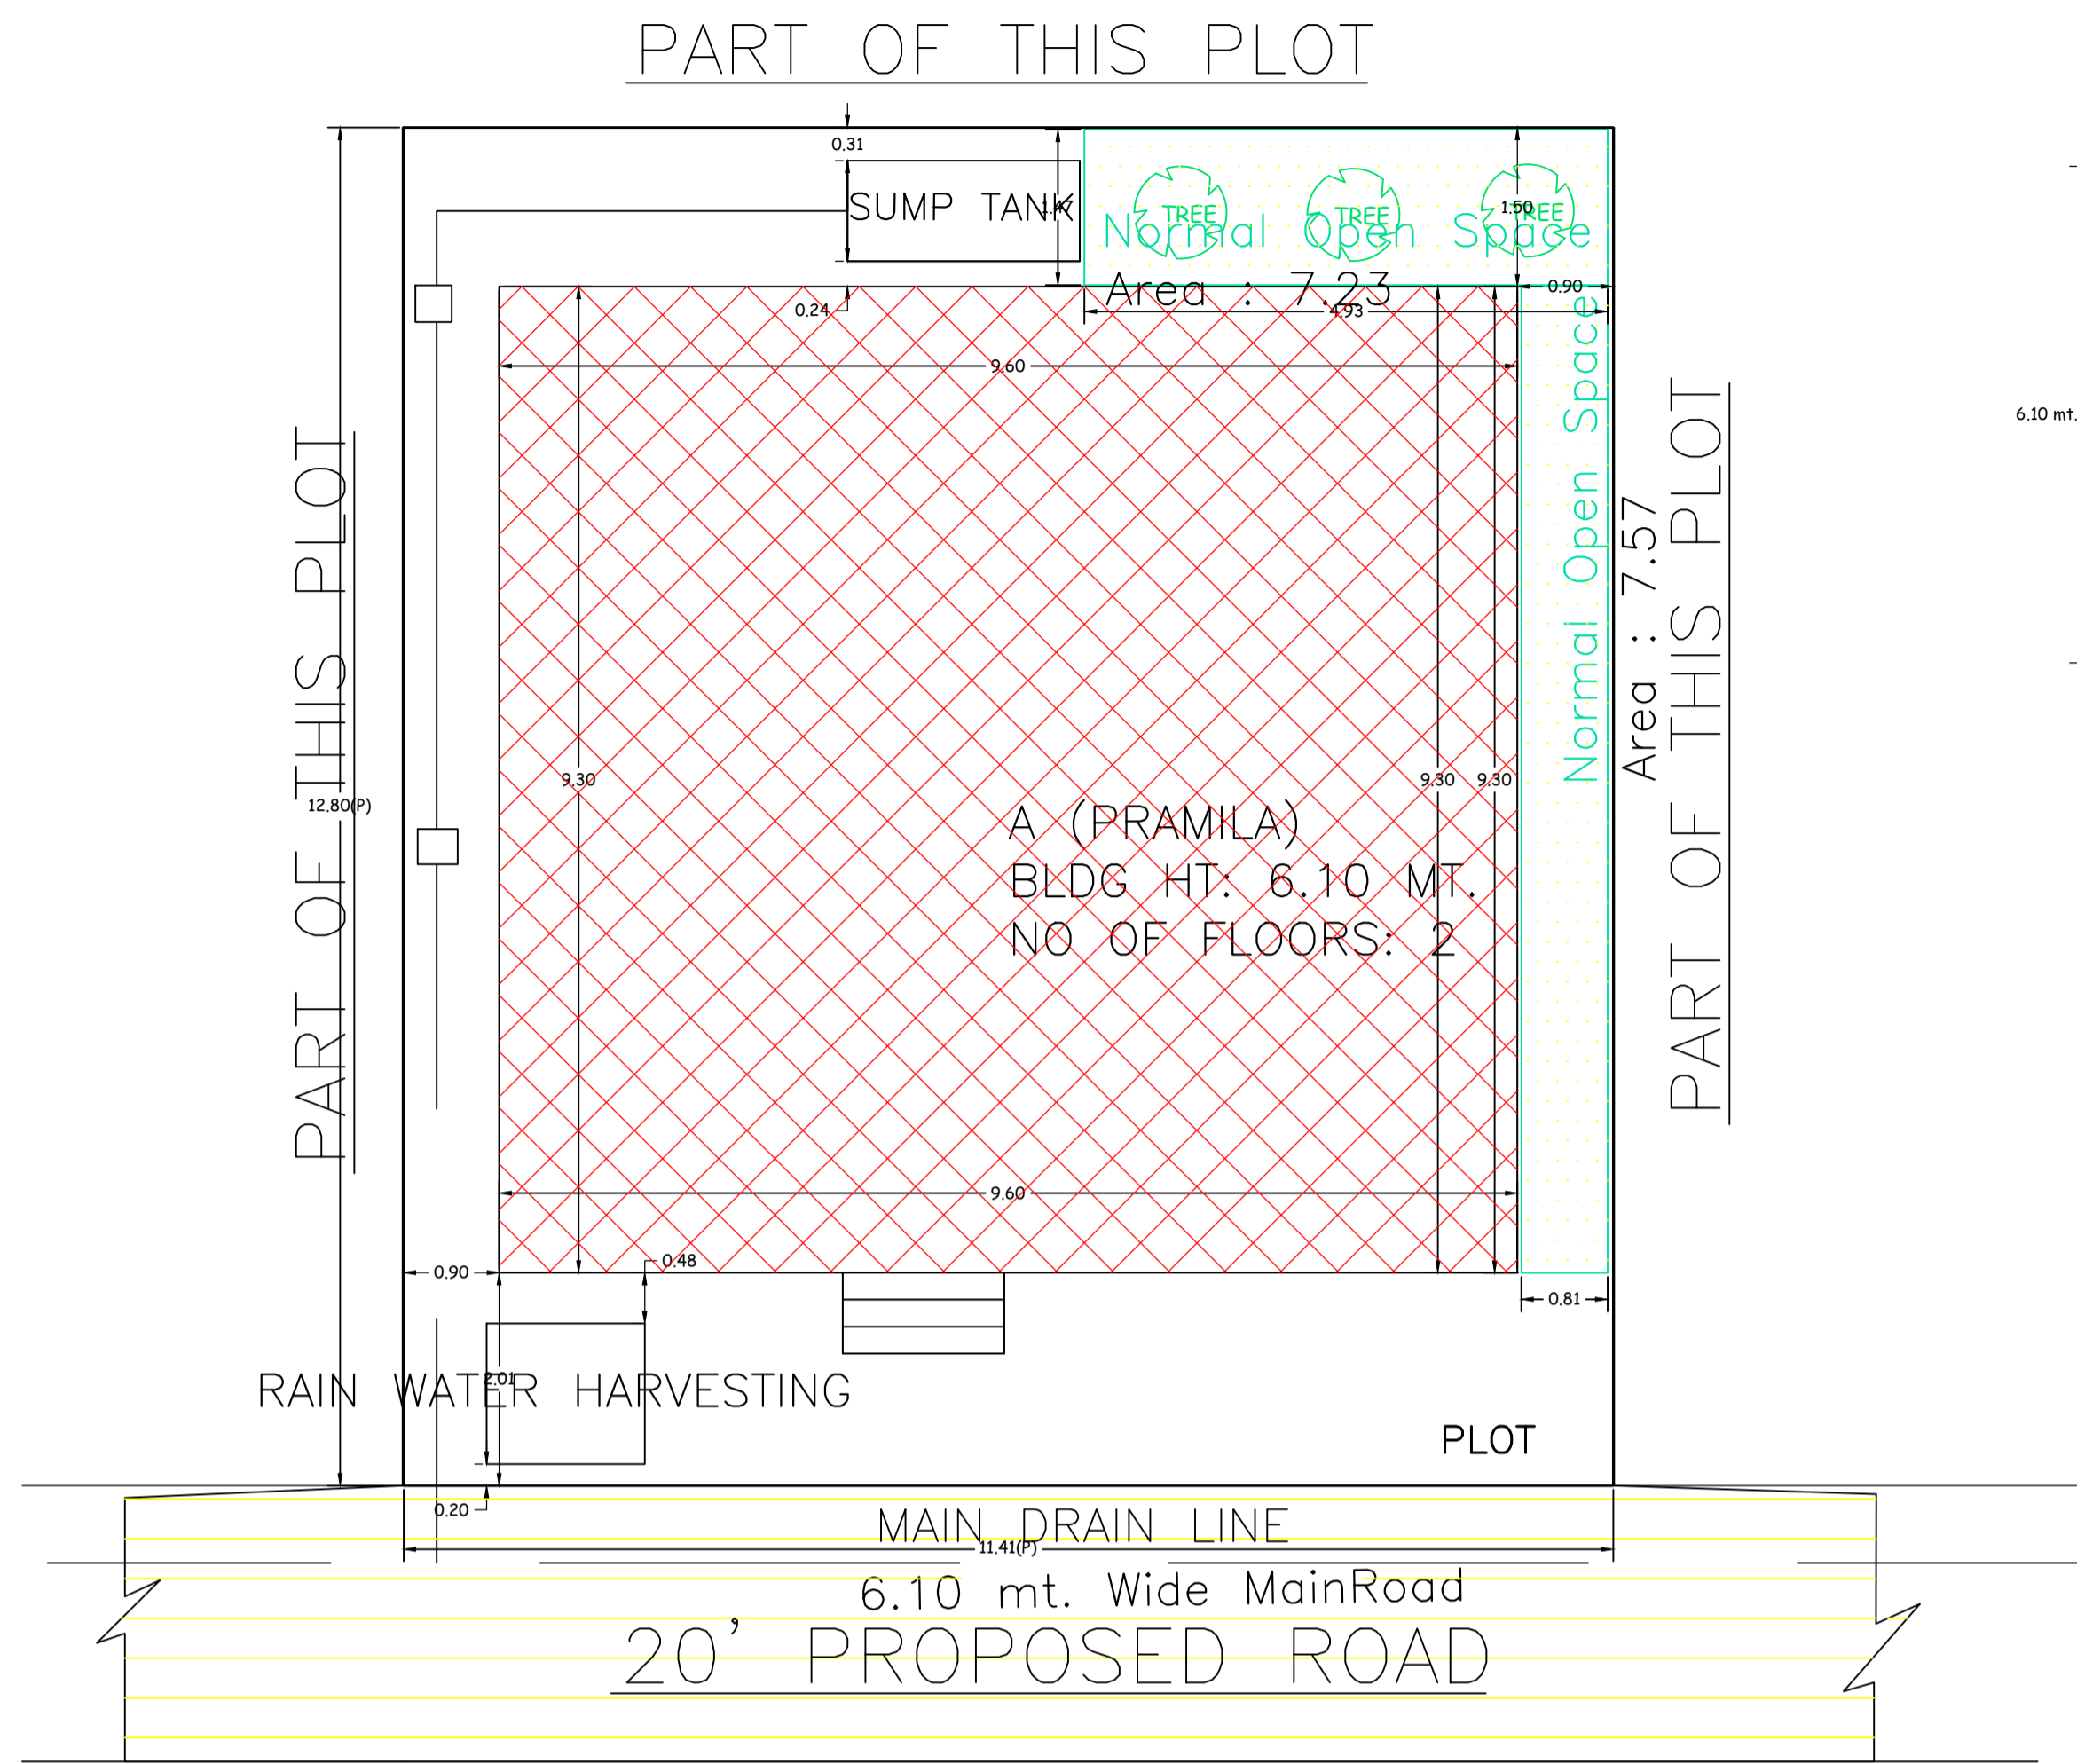 PART OF THIS PLOT
0.31
SUMP TANK
1.47
TREE
TREE
TREE
1.50
Normal Open Space
Area : 7.23
0.90
0.24
4.93
9.60
6.10 mt.
Normal Open Space
Area : 7.57
PART OF THIS PLOT
PART OF THIS PLOT
12.80(P)
9.30
9.30
9.30
A (PRAMILA)
BLDG HT: 6.10 MT.
NO OF FLOORS: 2
9.60
0.48
0.90
0.81
2.01
RAIN WATER HARVESTING
PLOT
0.20
MAIN DRAIN LINE
11.41(P)
6.10 mt. Wide MainRoad
20' PROPOSED ROAD